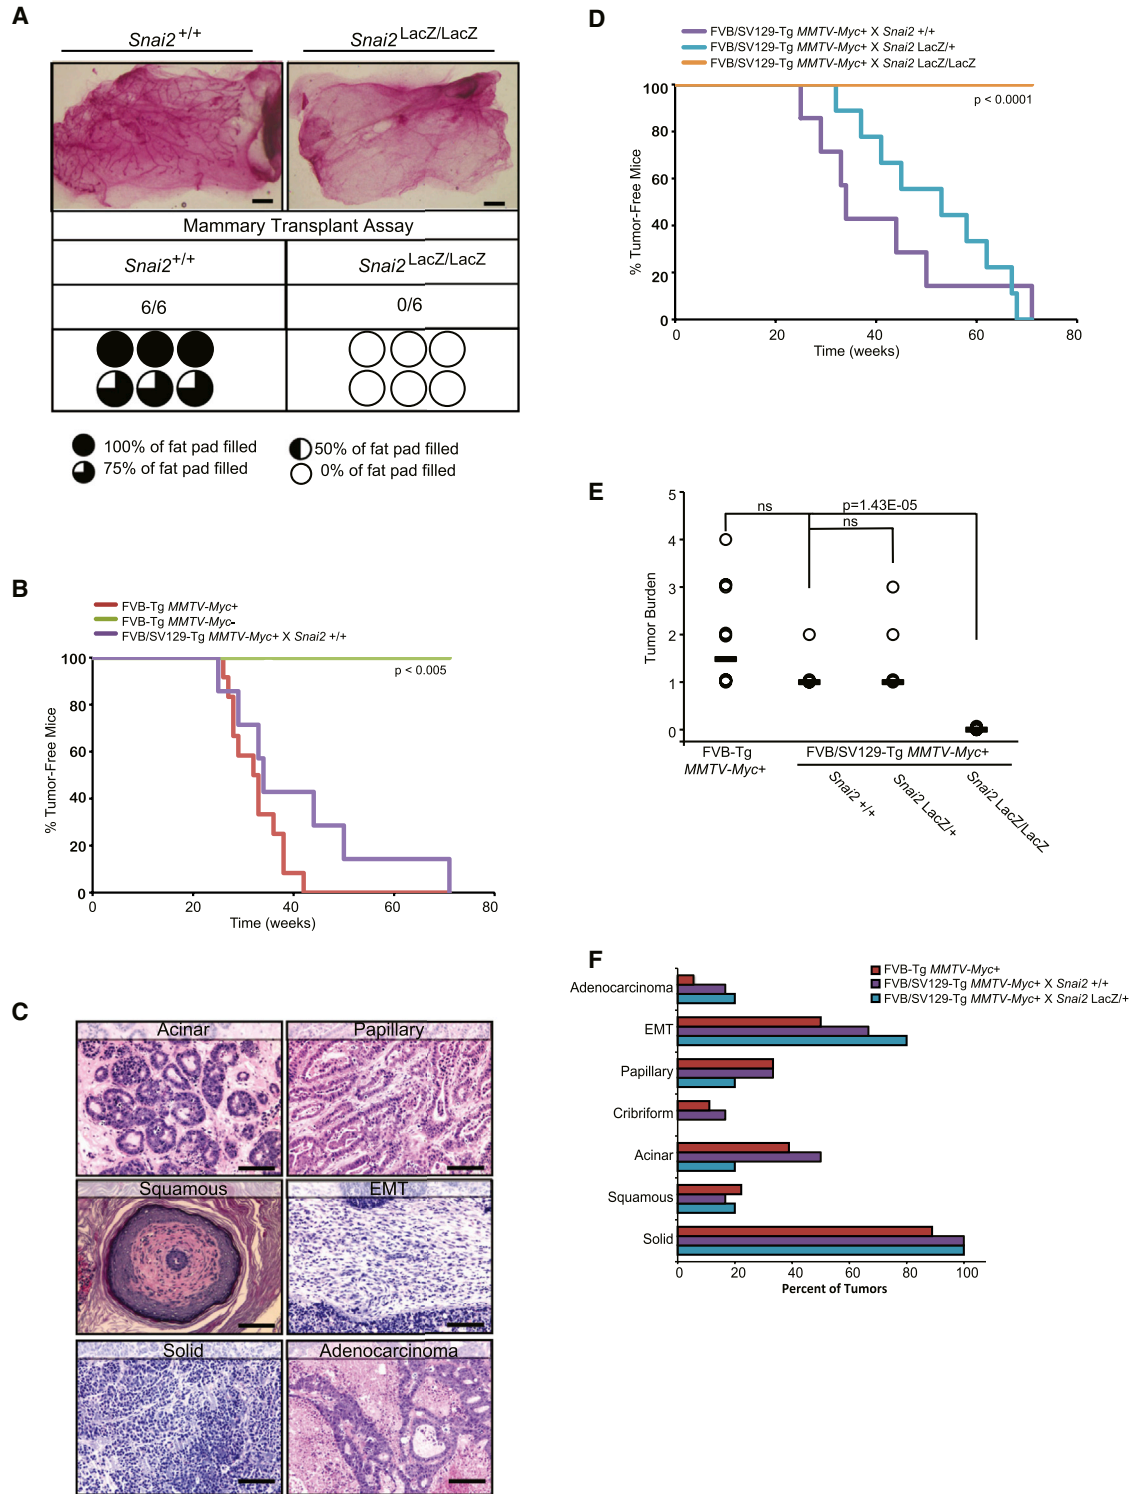 A
Snai2 +/+
Snai2 LacZ/LacZ
Mammary Transplant Assay
Snai2 +/+
Snai2 LacZ/LacZ
6/6
0/6
100% of fat pad filled
50% of fat pad filled
75% of fat pad filled
0% of fat pad filled
B
FVB-Tg MMTV-Myc+
FVB-Tg MMTV-Myc-
FVB/SV129-Tg MMTV-Myc+ X Snai2 +/+
p < 0.005
% Tumor-Free Mice
100
80
60
40
20
0
0
20
40
60
80
Time (weeks)
C
Acinar
Papillary
Squamous
EMT
Solid
Adenocarcinoma
D
FVB/SV129-Tg MMTV-Myc+ X Snai2 +/+
FVB/SV129-Tg MMTV-Myc+ X Snai2 LacZ/+
FVB/SV129-Tg MMTV-Myc+ X Snai2 LacZ/LacZ
p < 0.0001
% Tumor-Free Mice
100
80
60
40
20
0
0
20
40
60
80
Time (weeks)
E
Tumor Burden
5
4
3
2
1
0
ns
p=1.43E-05
ns
FVB-Tg
MMTV-Myc+
FVB/SV129-Tg MMTV-Myc+
Snai2 +/+
Snai2 LacZ/+
Snai2 LacZ/LacZ
F
FVB-Tg MMTV-Myc+
FVB/SV129-Tg MMTV-Myc+ X Snai2 +/+
FVB/SV129-Tg MMTV-Myc+ X Snai2 LacZ/+
Adenocarcinoma
EMT
Papillary
Cribriform
Acinar
Squamous
Solid
0
20
40
60
80
100
Percent of Tumors